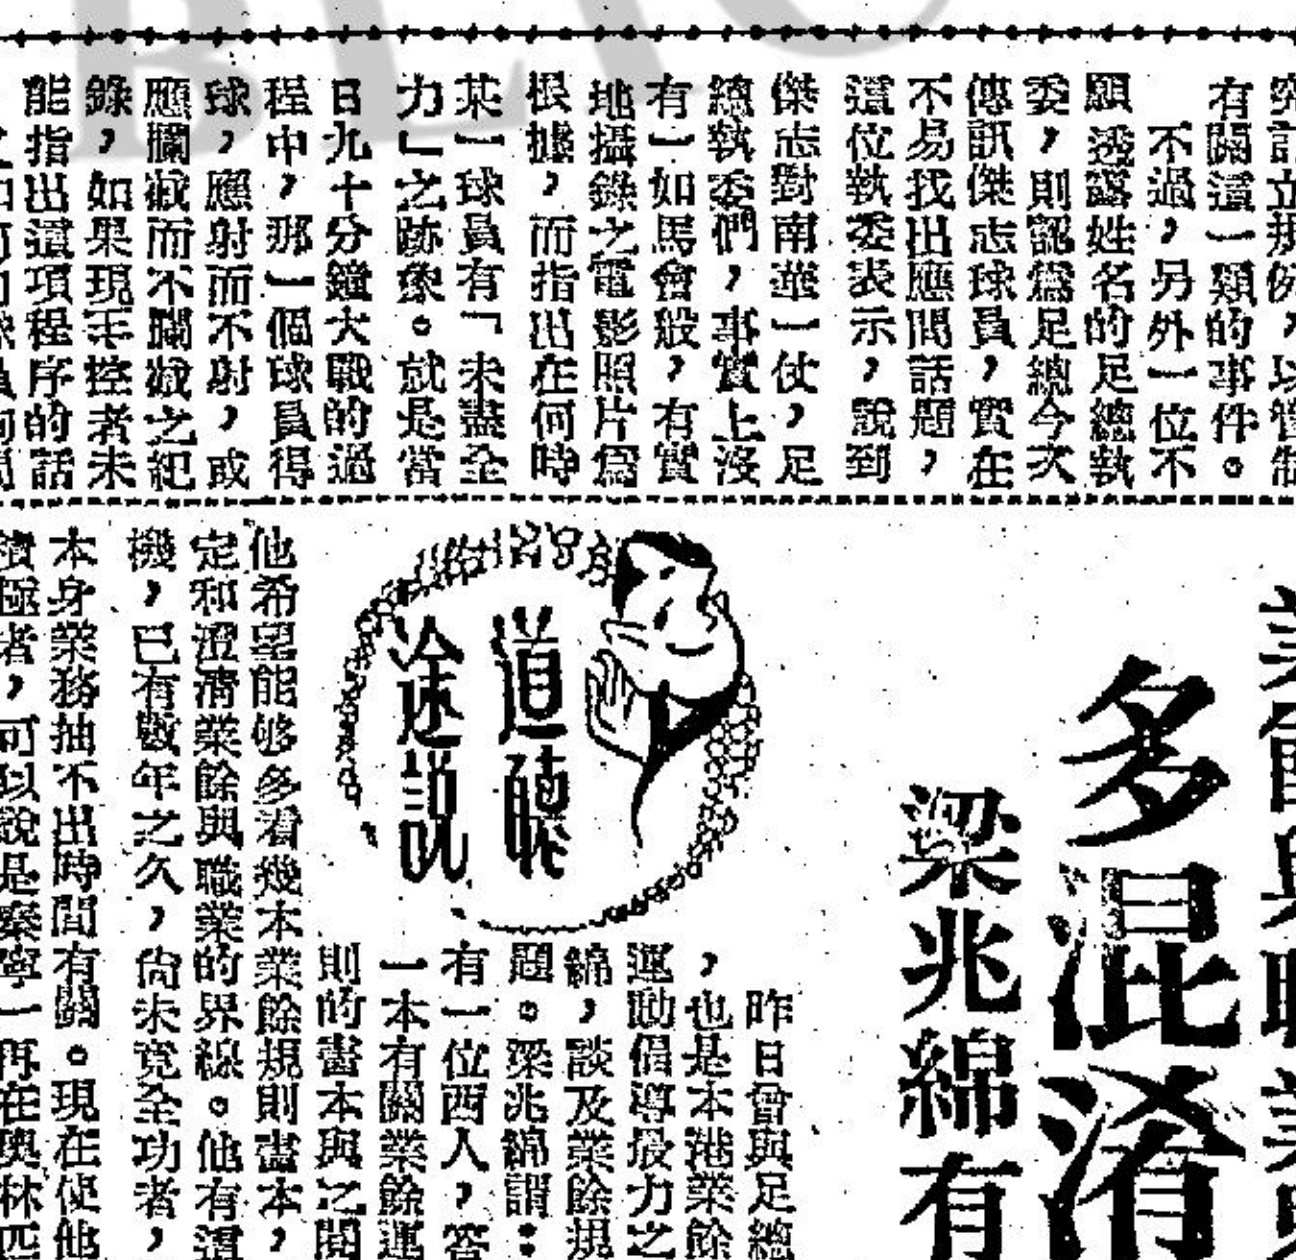 有關這一類的事件。
不過，另外一位不
願透露姓名的足總執
委，則認爲足總今次
傳訊傑志球員，實在
不易找出應問話題，
這位執委表示，說到
傑志對南華一仗，足
總執委們，事實上沒
有一如馬會般，有實
地攝錄之電影照片爲
根據，而指出在何時
某一球員有「未盡全
力」之跡象。就是當
日九十分鐘大戰的過
程中，那一個球員得
球，應射而不射，或
應攔截而不攔截之紀
錄，如果現手控者未
能指出這項程序的話
多混淆
梁兆綿有
道聽
途説
昨日曾與足總
，也是本港業餘
運動倡導最力之
綿，談及業餘規
題。梁兆綿謂：
有一位西人，答
一本有關業餘運
則的書本與之閱
他希望能够多看幾本業餘規則書本，
定和澄清業餘與職業的界線。他有這
機，已有數年之久，尙未竟全功者，
本身業務抽不出時間有關。現在使他
積極者，可以說是秦寧一再在奧林匹